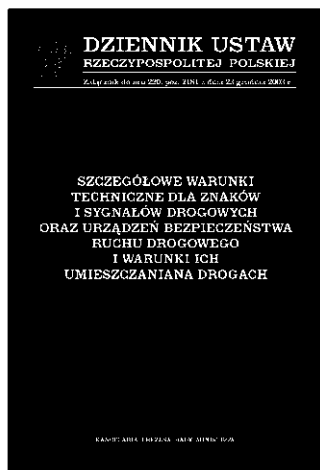 DZIENNIK USTAW
RZECZYPOSPOLITEJ POLSKIEJ
Załącznik do nru 220, poz. 2181 z dnia 23 grudnia 2003 r.
SZCZEGÓŁOWE WARUNKI
TECHNICZNE DLA ZNAKÓW
I SYGNAŁÓW DROGOWYCH
ORAZ URZĄDZEŃ BEZPIECZEŃSTWA
RUCHU DROGOWEGO
I WARUNKI ICH
UMIESZCZANIANA DROGACH